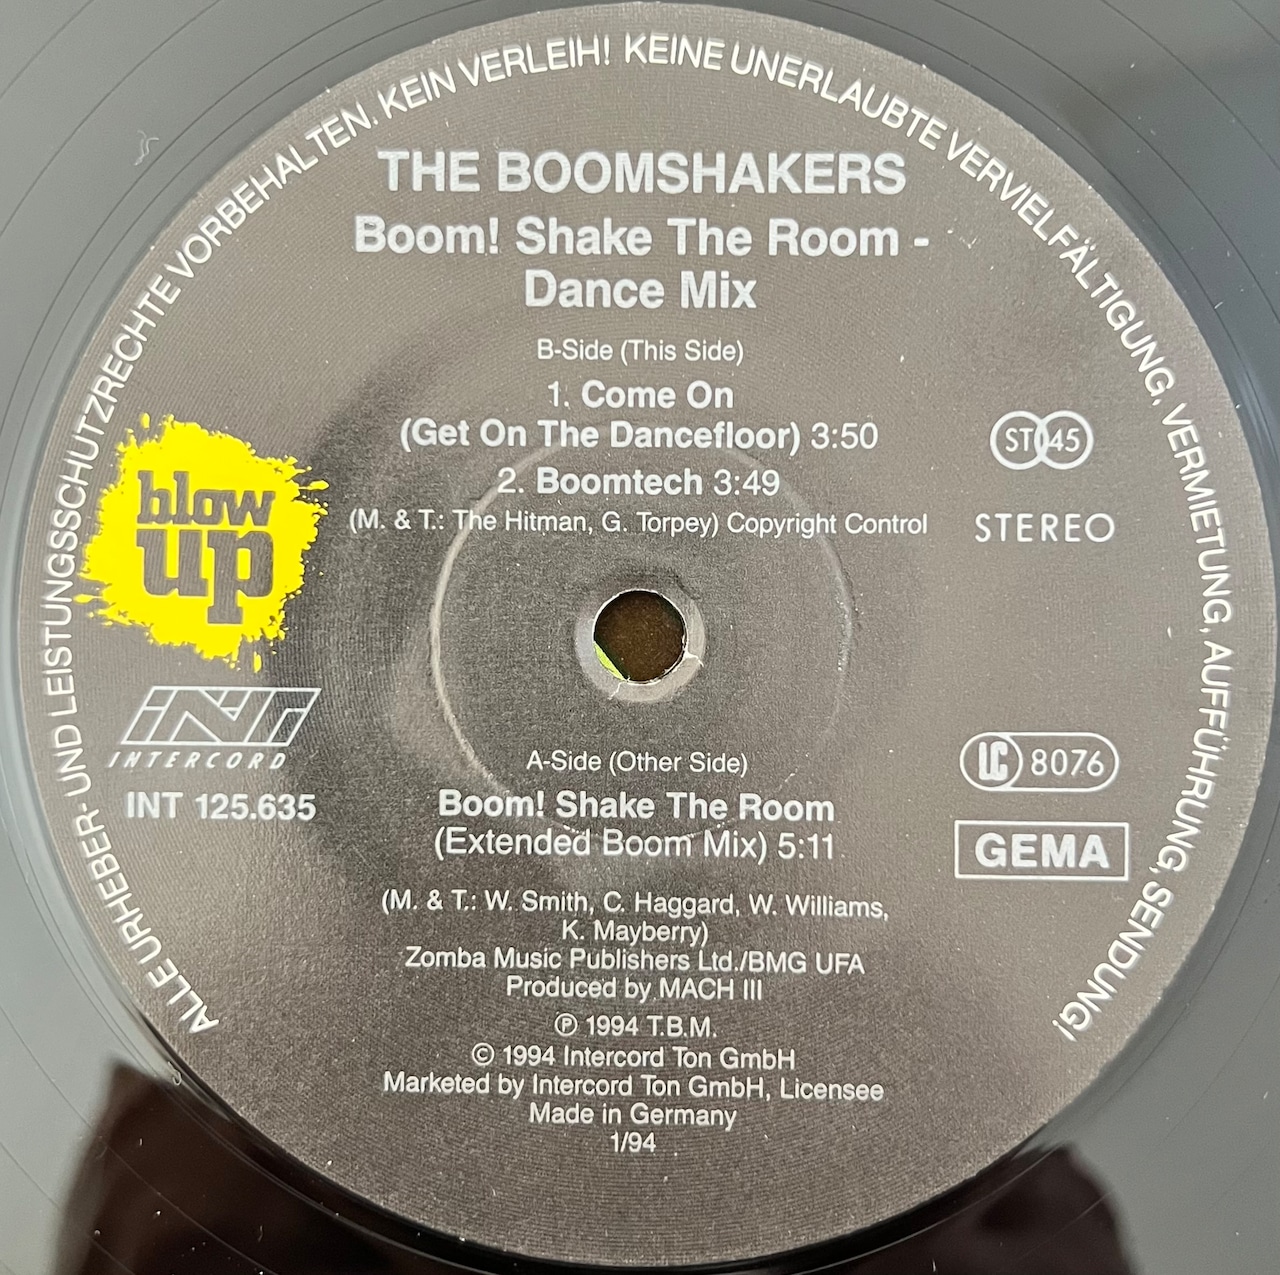 ALLE URHEBER- UND LEISTUNGSSCHUTZRECHTE VORBEHALTEN. KEIN VERLEIH! KEINE UNERLAUBTE VERVIELFÄLTIGUNG, VERMIETUNG, AUFFÜHRUNG, SENDUNG!
THE BOOMSHAKERS
Boom! Shake The Room -
Dance Mix
B-Side (This Side)
1. Come On
(Get On The Dancefloor) 3:50
2. Boomtech 3:49
(M. & T.: The Hitman, G. Torpey) Copyright Control
blow
up
INT
INTERCORD
INT 125.635
ST 45
STEREO
LC 8076
GEMA
A-Side (Other Side)
Boom! Shake The Room
(Extended Boom Mix) 5:11
(M. & T.: W. Smith, C. Haggard, W. Williams,
K. Mayberry)
Zomba Music Publishers Ltd./BMG UFA
Produced by MACH III
℗ 1994 T.B.M.
© 1994 Intercord Ton GmbH
Marketed by Intercord Ton GmbH, Licensee
Made in Germany
1/94